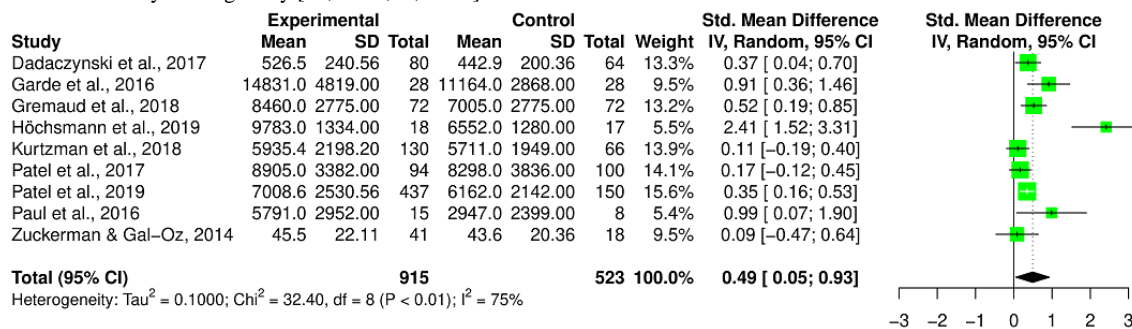 Experimental Control Std. Mean Difference Std. Mean Difference
Study Mean SD Total Mean SD Total Weight IV, Random, 95% CI IV, Random, 95% CI
Dadaczynski et al., 2017 526.5 240.56 80 442.9 200.36 64 13.3% 0.37 [ 0.04; 0.70]
Garde et al., 2016 14831.0 4819.00 28 11164.0 2868.00 28 9.5% 0.91 [ 0.36; 1.46]
Gremaud et al., 2018 8460.0 2775.00 72 7005.0 2775.00 72 13.2% 0.52 [ 0.19; 0.85]
Höchsmann et al., 2019 9783.0 1334.00 18 6552.0 1280.00 17 5.5% 2.41 [ 1.52; 3.31]
Kurtzman et al., 2018 5935.4 2198.20 130 5711.0 1949.00 66 13.9% 0.11 [−0.19; 0.40]
Patel et al., 2017 8905.0 3382.00 94 8298.0 3836.00 100 14.1% 0.17 [−0.12; 0.45]
Patel et al., 2019 7008.6 2530.56 437 6162.0 2142.00 150 15.6% 0.35 [ 0.16; 0.53]
Paul et al., 2016 5791.0 2952.00 15 2947.0 2399.00 8 5.4% 0.99 [ 0.07; 1.90]
Zuckerman & Gal−Oz, 2014 45.5 22.11 41 43.6 20.36 18 9.5% 0.09 [−0.47; 0.64]
Total (95% CI) 915 523 100.0% 0.49 [ 0.05; 0.93]
Heterogeneity: Tau² = 0.1000; Chi² = 32.40, df = 8 (P < 0.01); I² = 75%
−3 −2 −1 0 1 2 3